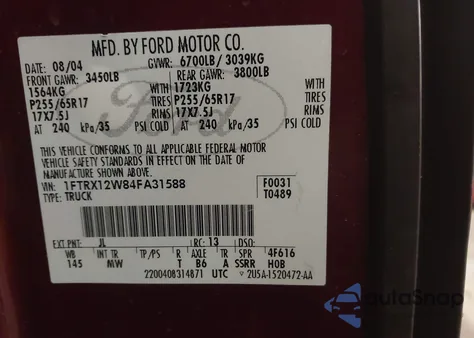 MFD. BY FORD MOTOR CO.
DATE: 08/04 GVWR: 6700LB/ 3039KG
FRONT GAWR: 3450LB REAR GAWR: 3800LB
1564KG WITH 1723KG WITH
P255/65R17 TIRES P255/65R17 TIRES
17X7.5J RIMS 17X7.5J RIMS
AT 240 kPa/35 PSI COLD AT 240 kPa/35 PSI COLD
THIS VEHICLE CONFORMS TO ALL APPLICABLE FEDERAL MOTOR
VEHICLE SAFETY STANDARDS IN EFFECT ON THE DATE OF MANUFACTURE
SHOWN ABOVE.
VIN: 1FTRX12W84FA31588 F0031
TYPE: TRUCK T0489
EXT PNT: JL RC: 13 DSO:
WB INT TR TP/PS R AXLE TR SPR 4F616
145 MW T B6 A SSRR H0B
2200408314871 UTC 2U5A-1520472-AA
Ford
AutaSnap